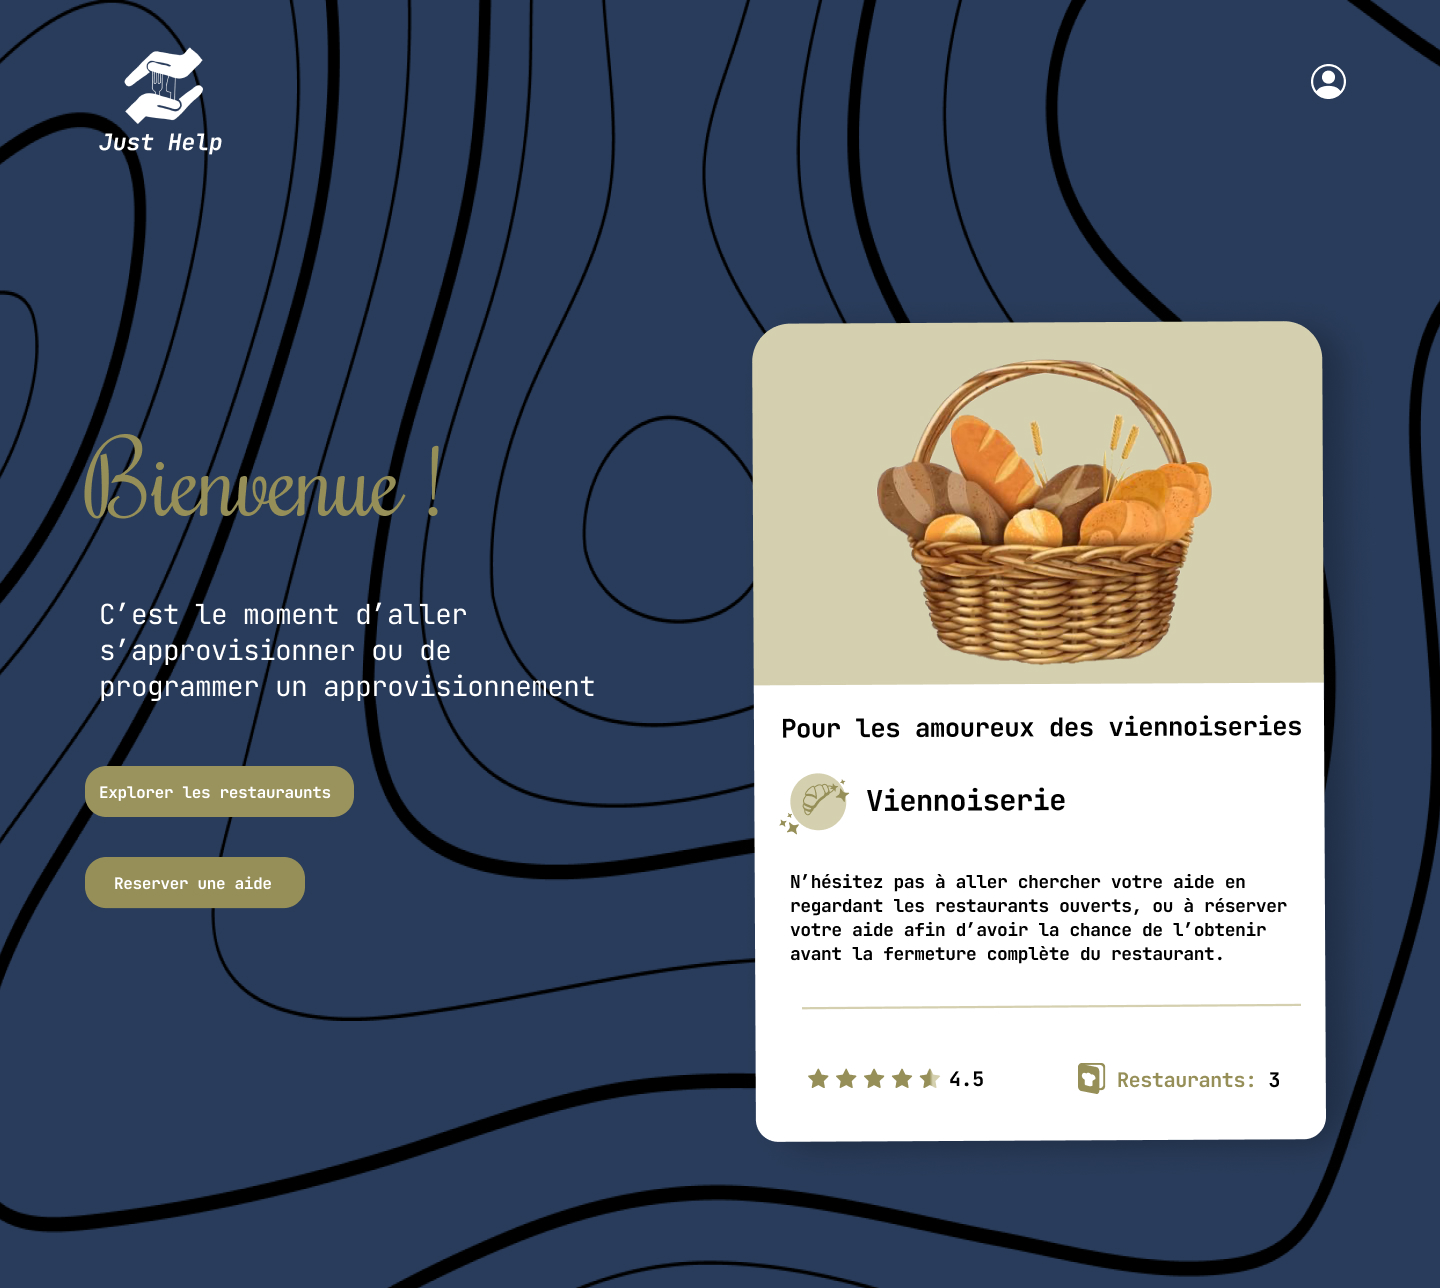 Just Help
Bienvenue !
C’est le moment d’aller
s’approvisionner ou de
programmer un approvisionnement
Explorer les restauraunts
Reserver une aide
Pour les amoureux des viennoiseries
Viennoiserie
N’hésitez pas à aller chercher votre aide en
regardant les restaurants ouverts, ou à réserver
votre aide afin d’avoir la chance de l’obtenir
avant la fermeture complète du restaurant.
4.5
Restaurants: 3